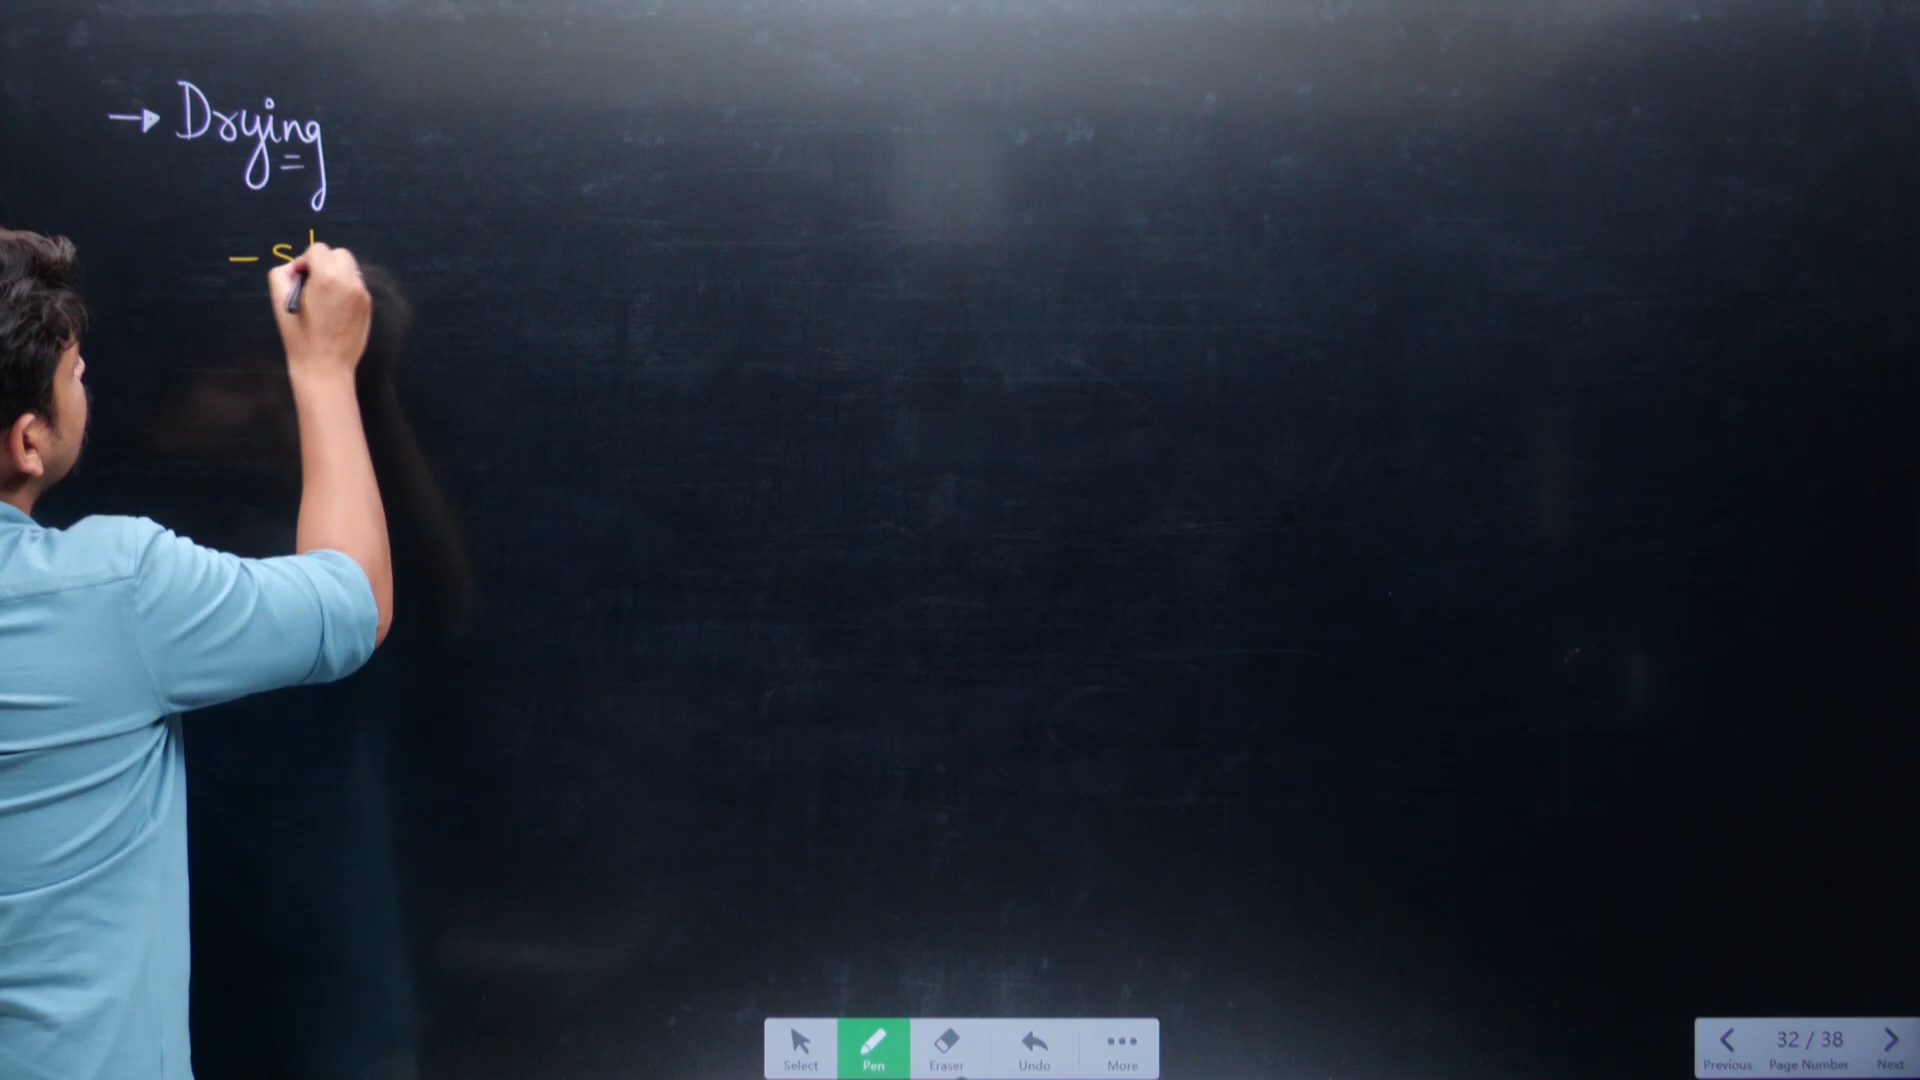 → Drying
Select Pen Eraser Undo More
32 / 38
Previous Page Number Next